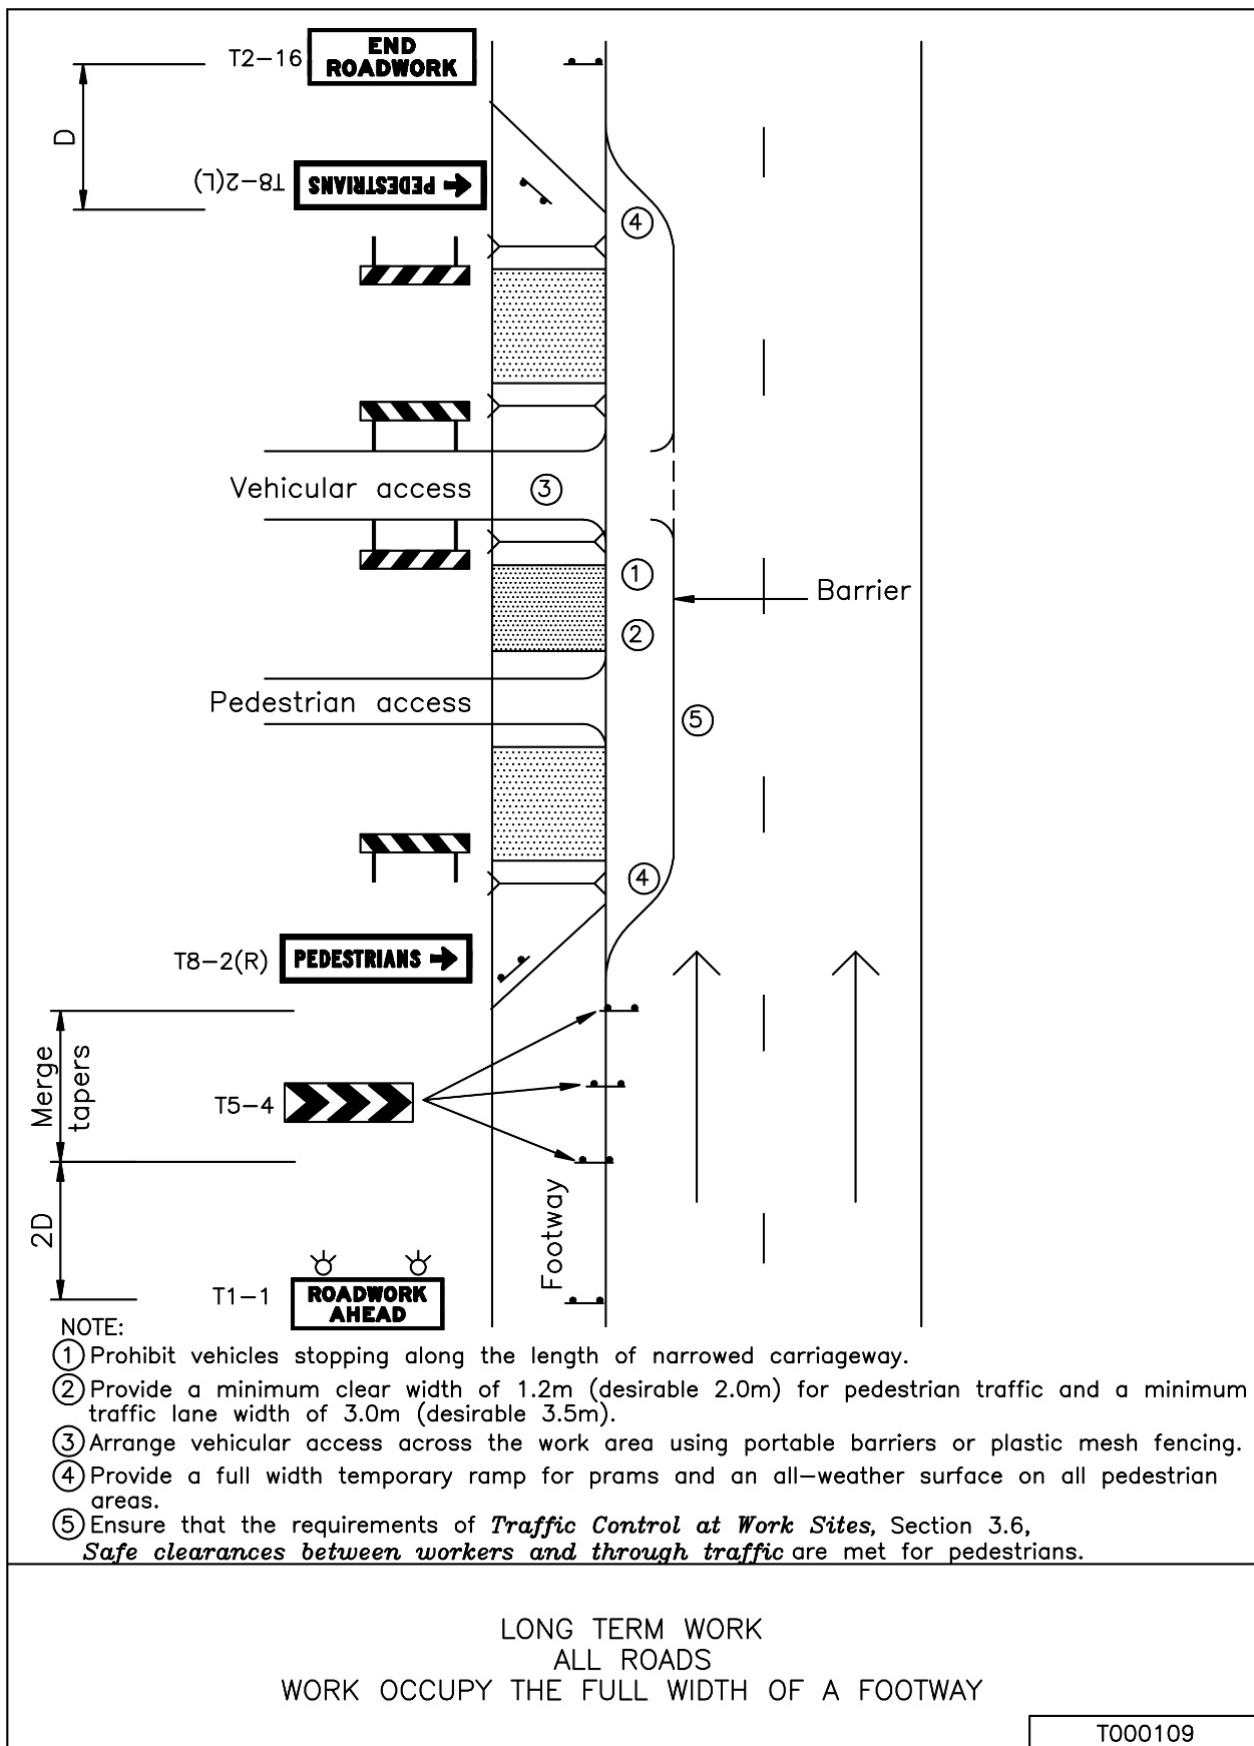 T2-16
END
ROADWORK
D
T8-2(L)
PEDESTRIANS
4
Vehicular access
3
1
Barrier
2
Pedestrian access
5
4
T8-2(R)
PEDESTRIANS
Merge
tapers
T5-4
2D
Footway
T1-1
ROADWORK
AHEAD
NOTE:
1 Prohibit vehicles stopping along the length of narrowed carriageway.
2 Provide a minimum clear width of 1.2m (desirable 2.0m) for pedestrian traffic and a minimum
traffic lane width of 3.0m (desirable 3.5m).
3 Arrange vehicular access across the work area using portable barriers or plastic mesh fencing.
4 Provide a full width temporary ramp for prams and an all-weather surface on all pedestrian
areas.
5 Ensure that the requirements of Traffic Control at Work Sites, Section 3.6,
Safe clearances between workers and through traffic are met for pedestrians.
LONG TERM WORK
ALL ROADS
WORK OCCUPY THE FULL WIDTH OF A FOOTWAY
T000109